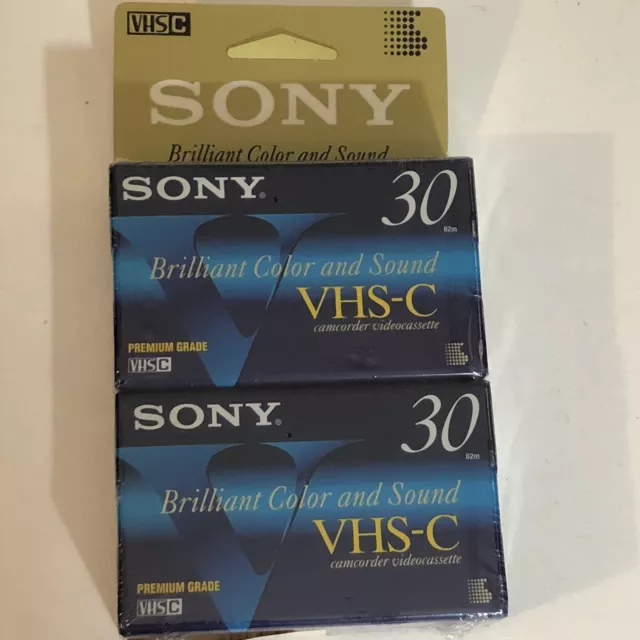 VHS C
SONY
Brilliant Color and Sound
SONY®
30
62m
Brilliant Color and Sound
VHS-C
camcorder videocassette
PREMIUM GRADE
VHS C
SONY®
30
62m
Brilliant Color and Sound
VHS-C
camcorder videocassette
PREMIUM GRADE
VHS C